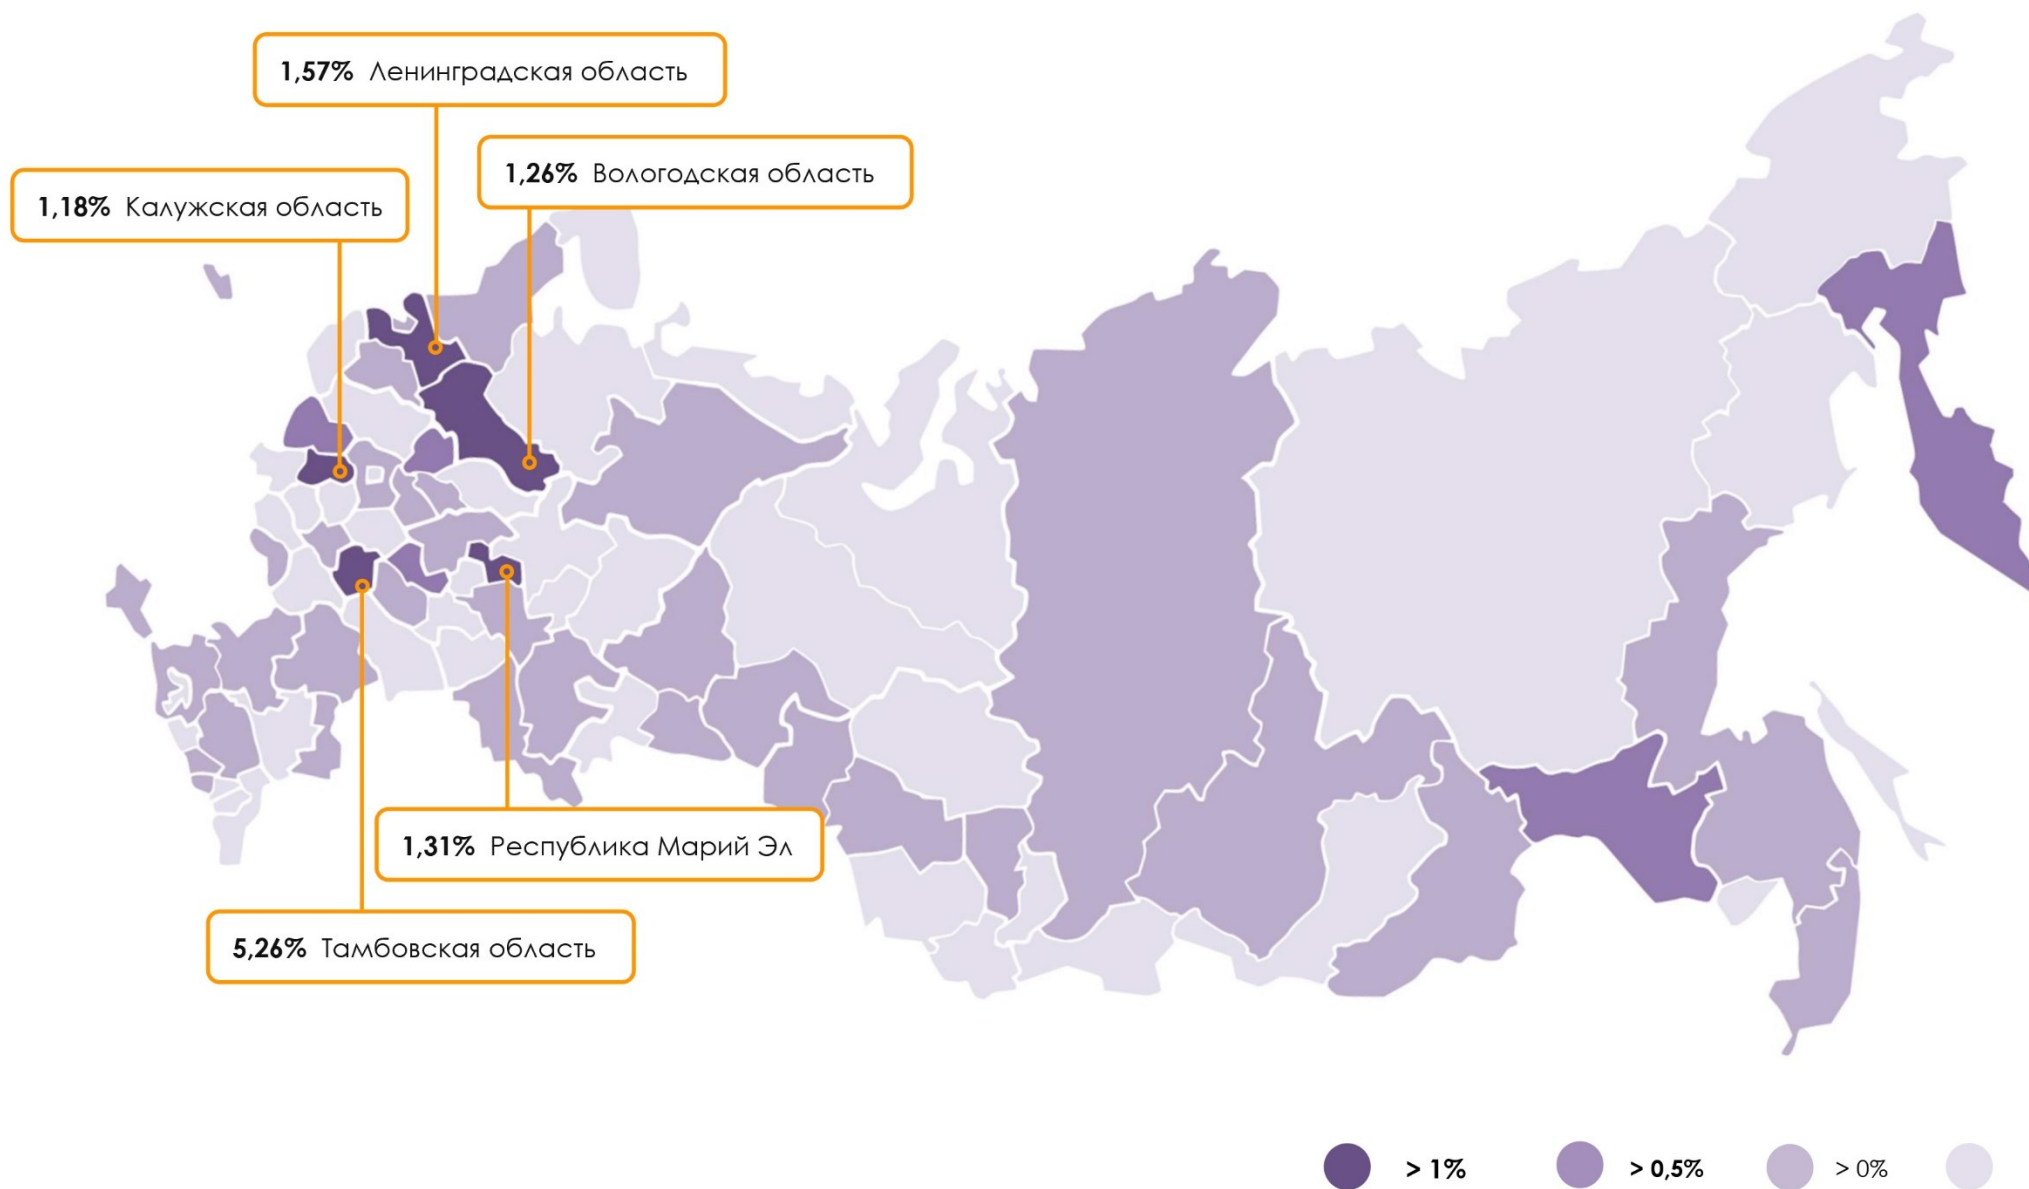 1,57% Ленинградская область
1,26% Вологодская область
1,18% Калужская область
1,31% Республика Марий Эл
5,26% Тамбовская область
> 1%
> 0,5%
> 0%